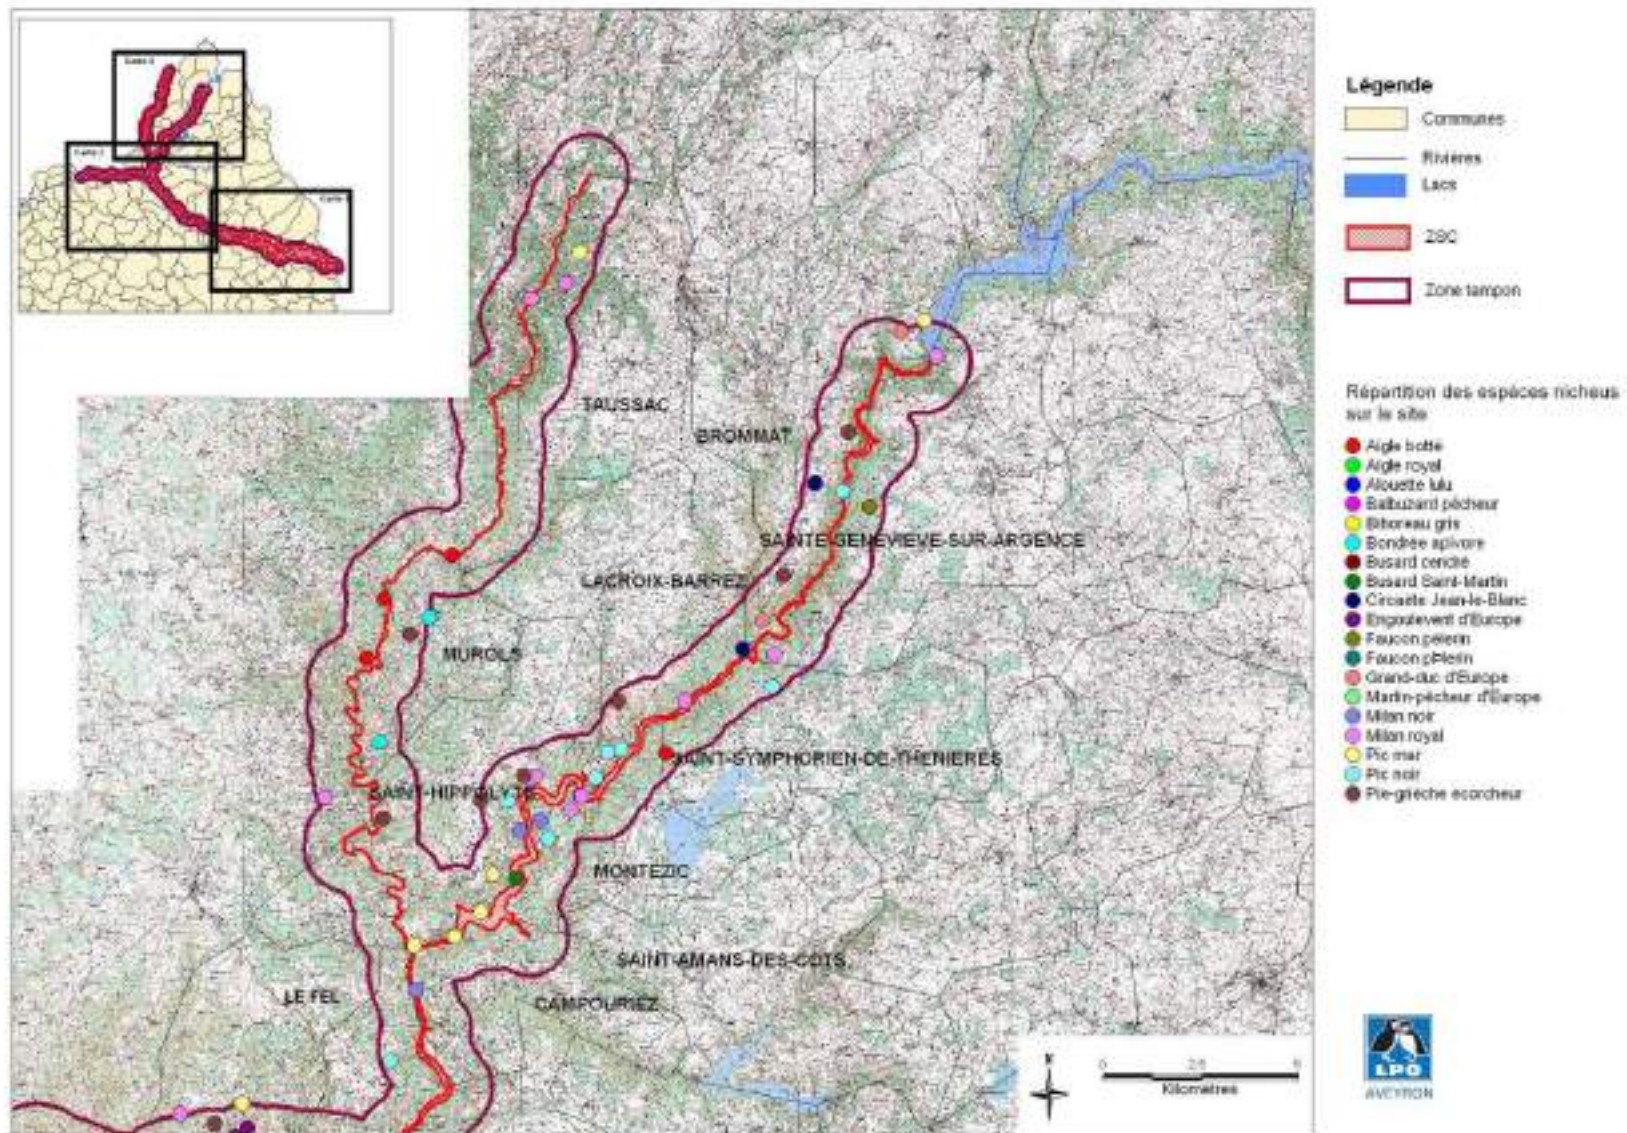 Légende
Communes
Rivières
Lacs
ZSC
Zone tampon
Répartition des espèces nicheus
sur le site
Aigle botté
Aigle royal
Alouette lulu
Balbuzard pêcheur
Bihoreau gris
Bondrée apivore
Busard cendré
Busard Saint-Martin
Circaète Jean-le-Blanc
Engoulevent d'Europe
Faucon pèlerin
Faucon pÞlerin
Grand-duc d'Europe
Martin-pêcheur d'Europe
Milan noir
Milan royal
Pic mar
Pic noir
Pie-grièche écorcheur
TAUSSAC
BROMMAT
SAINTE-GENEVIEVE-SUR-ARGENCE
LACROIX-BARREZ
MUROLS
SAINT-SYMPHORIEN-DE-THENIERES
SAINT-HIPPOLYTE
MONTEZIC
SAINT-AMANS-DES-COTS
LE FEL
CAMPOURIEZ
N
Kilomètres
LPO
AVEYRON